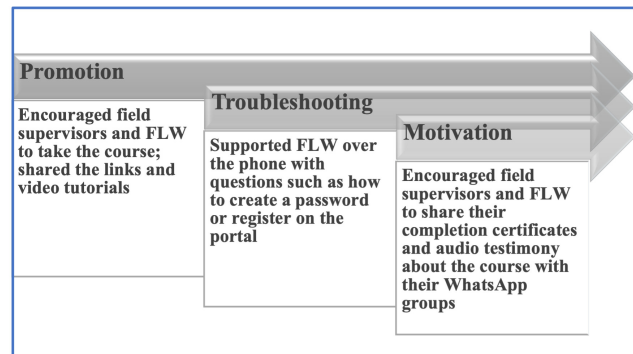 Promotion
Encouraged field
supervisors and FLW
to take the course;
shared the links and
video tutorials
Troubleshooting
Supported FLW over
the phone with
questions such as how
to create a password
or register on the
portal
Motivation
Encouraged field
supervisors and FLW
to share their
completion certificates
and audio testimony
about the course with
their WhatsApp
groups